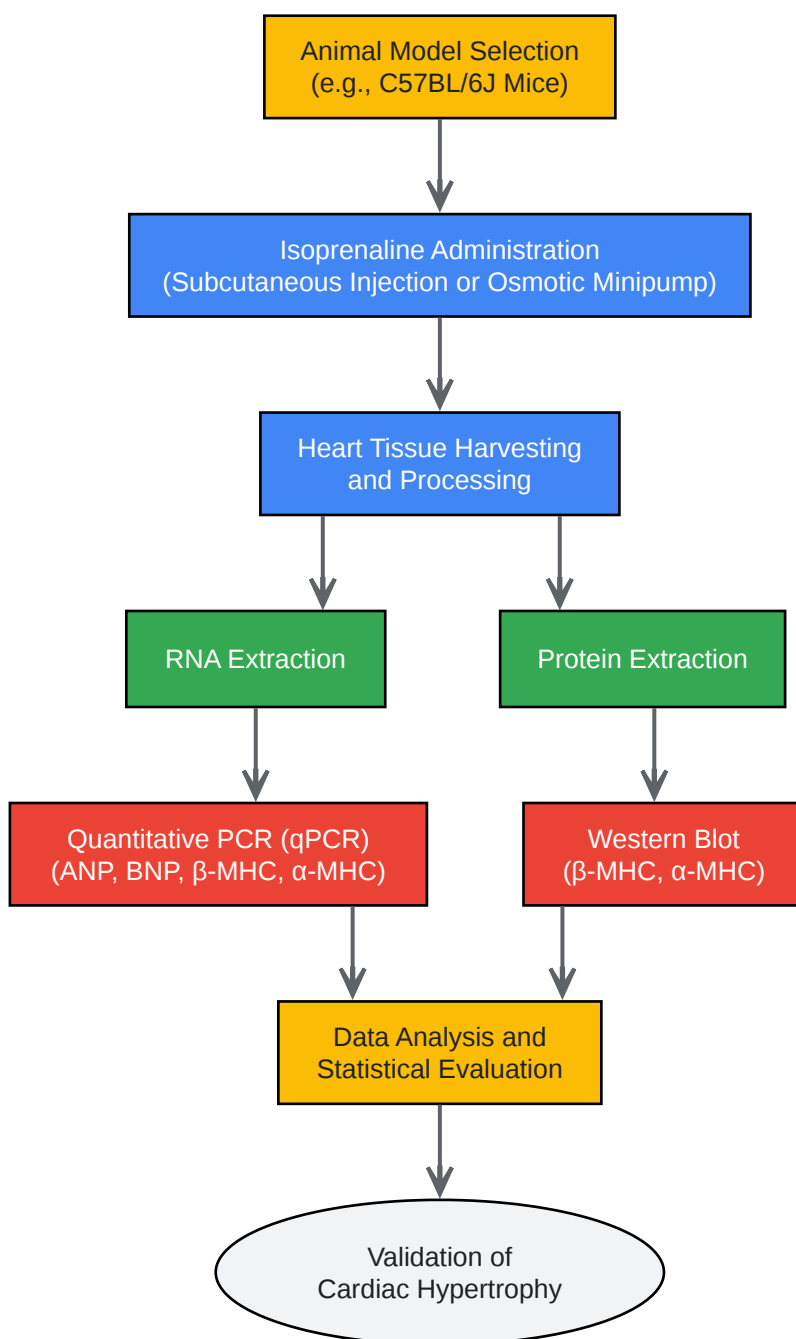 Animal Model Selection
(e.g., C57BL/6J Mice)
Isoprenaline Administration
(Subcutaneous Injection or Osmotic Minipump)
Heart Tissue Harvesting
and Processing
RNA Extraction
Protein Extraction
Quantitative PCR (qPCR)
(ANP, BNP, β-MHC, α-MHC)
Western Blot
(β-MHC, α-MHC)
Data Analysis and
Statistical Evaluation
Validation of
Cardiac Hypertrophy